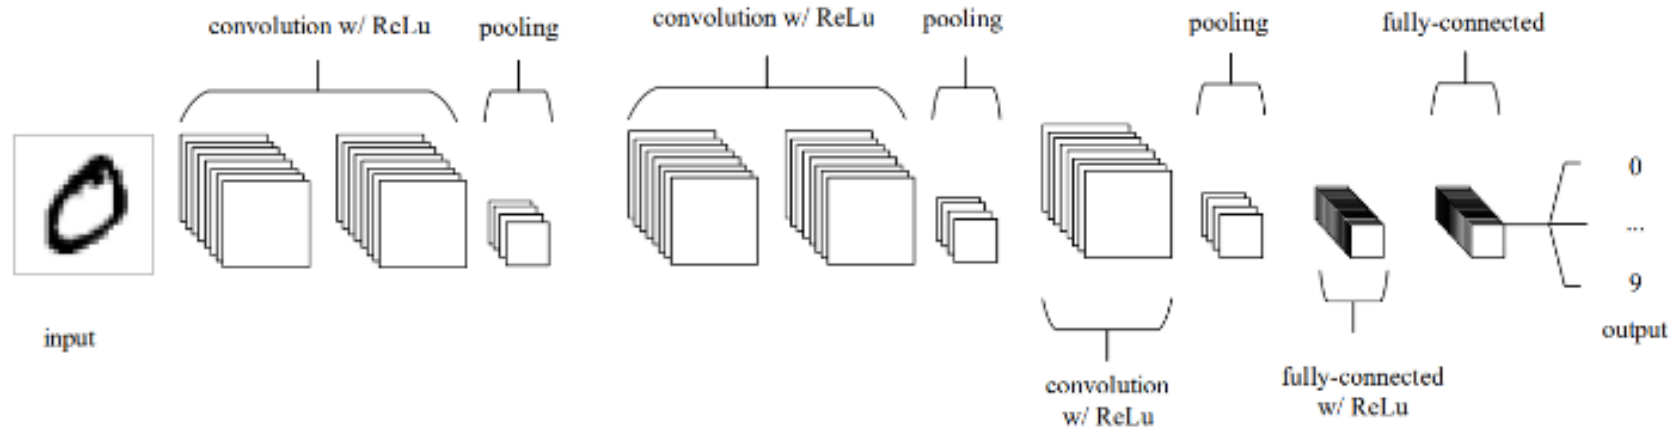 convolution w/ ReLu
pooling
convolution w/ ReLu
pooling
pooling
fully-connected
0
...
9
input
output
convolution
w/ ReLu
fully-connected
w/ ReLu